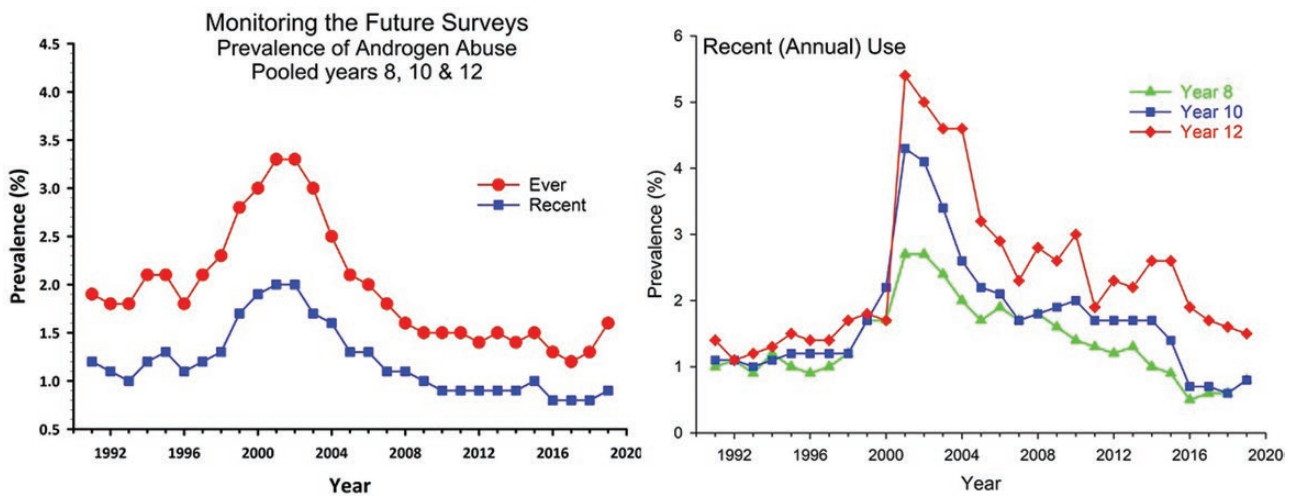 Monitoring the Future Surveys
Prevalence of Androgen Abuse
Pooled years 8, 10 & 12
4.5
4.0
3.5
3.0
2.5
2.0
1.5
1.0
0.5
Prevalence (%)
Ever
Recent
1992 1996 2000 2004 2008 2012 2016 2020
Year
Recent (Annual) Use
6
5
4
3
2
1
0
Prevalence (%)
Year 8
Year 10
Year 12
1992 1996 2000 2004 2008 2012 2016 2020
Year